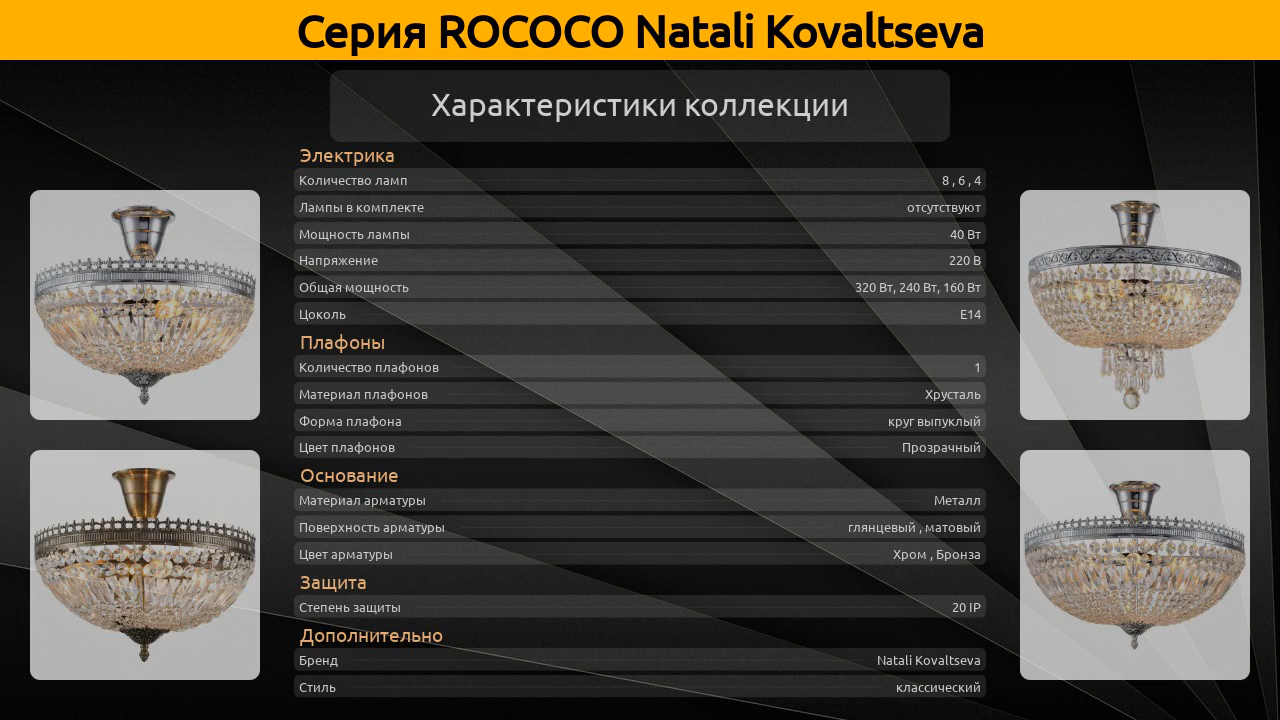 Серия ROCOCO Natali Kovaltseva
Характеристики коллекции
Электрика
Количество ламп 8 , 6 , 4
Лампы в комплекте отсутствуют
Мощность лампы 40 Вт
Напряжение 220 В
Общая мощность 320 Вт, 240 Вт, 160 Вт
Цоколь E14
Плафоны
Количество плафонов 1
Материал плафонов Хрусталь
Форма плафона круг выпуклый
Цвет плафонов Прозрачный
Основание
Материал арматуры Металл
Поверхность арматуры глянцевый , матовый
Цвет арматуры Хром , Бронза
Защита
Степень защиты 20 IP
Дополнительно
Бренд Natali Kovaltseva
Стиль классический